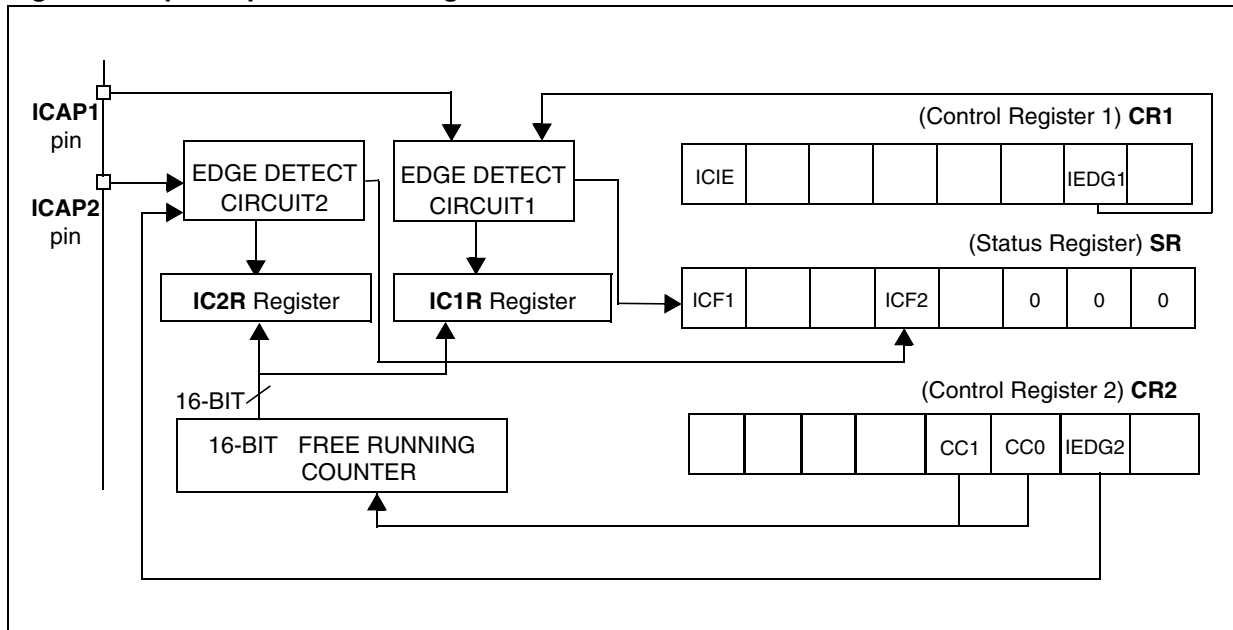 ICAP1
pin
ICAP2
pin
EDGE DETECT
CIRCUIT2
EDGE DETECT
CIRCUIT1
IC2R Register
IC1R Register
16-BIT
16-BIT FREE RUNNING
COUNTER
(Control Register 1) CR1
ICIE IEDG1
(Status Register) SR
ICF1 ICF2 0 0 0
(Control Register 2) CR2
CC1 CC0 IEDG2